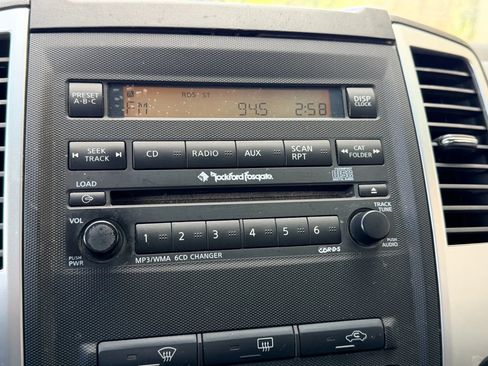 PRESET
A·B·C
A
RDS ST
FM 94.5 2:58
DISP
CLOCK
SEEK
TRACK
CD
RADIO
AUX
SCAN
RPT
CAT
FOLDER
LOAD
Rockford Fosgate
VOL
TRACK
TUNE
1 2 3 4 5 6
PUSH
PWR
PUSH
AUDIO
MP3/WMA 6CD CHANGER